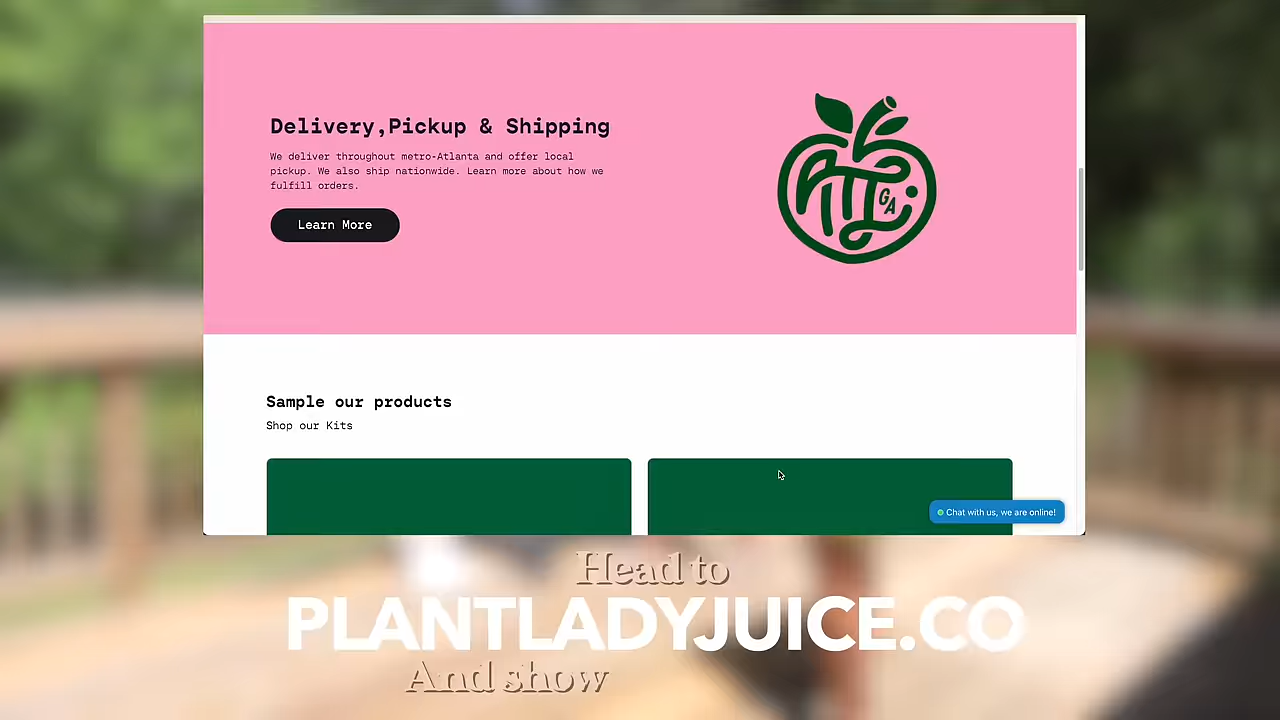 Delivery,Pickup & Shipping
We deliver throughout metro-Atlanta and offer local
pickup. We also ship nationwide. Learn more about how we
fulfill orders.
Learn More
ATL
GA
Sample our products
Shop our Kits
Chat with us, we are online!
Head to
PLANTLADYJUICE.CO
And show